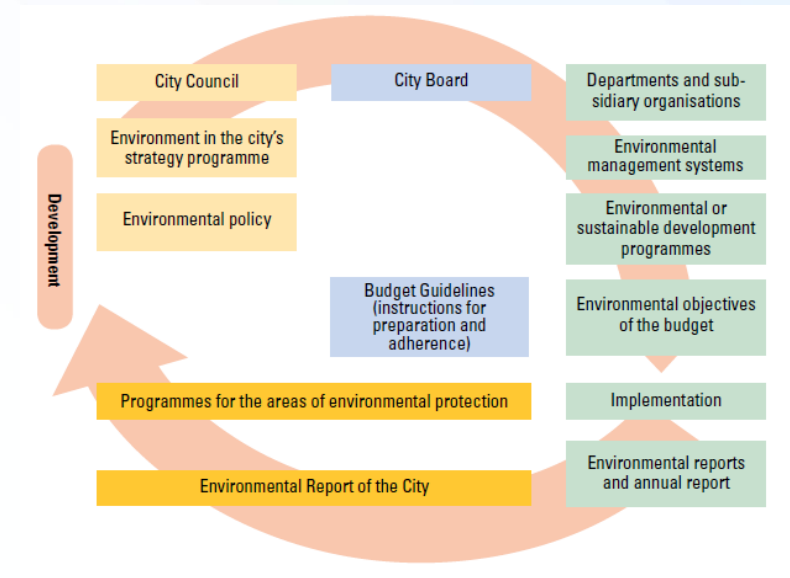 City Council
City Board
Departments and sub-
sidiary organisations
Environment in the city's
strategy programme
Environmental
management systems
Development
Environmental policy
Environmental or
sustainable development
programmes
Budget Guidelines
(instructions for
preparation and
adherence)
Environmental objectives
of the budget
Programmes for the areas of environmental protection
Implementation
Environmental Report of the City
Environmental reports
and annual report